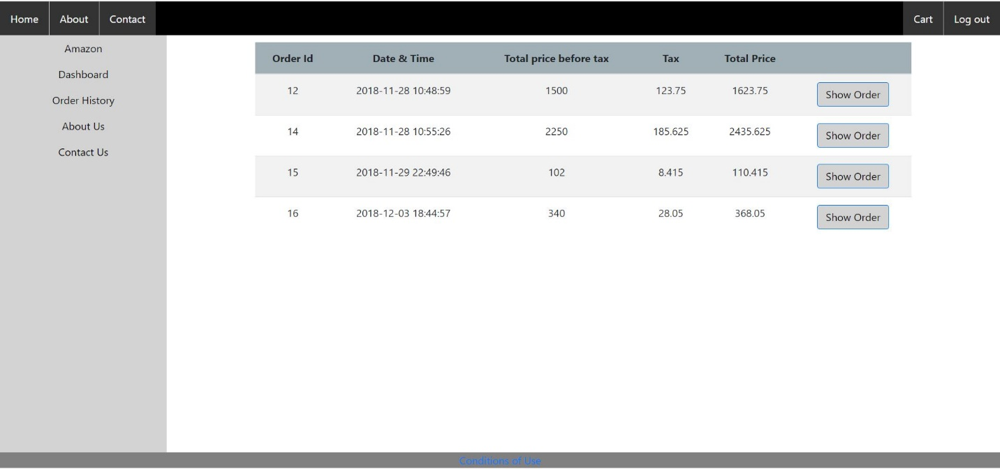 Home About Contact Cart Log out
Amazon
Dashboard
Order History
About Us
Contact Us
Order Id Date & Time Total price before tax Tax Total Price
12 2018-11-28 10:48:59 1500 123.75 1623.75 Show Order
14 2018-11-28 10:55:26 2250 185.625 2435.625 Show Order
15 2018-11-29 22:49:46 102 8.415 110.415 Show Order
16 2018-12-03 18:44:57 340 28.05 368.05 Show Order
Conditions of Use